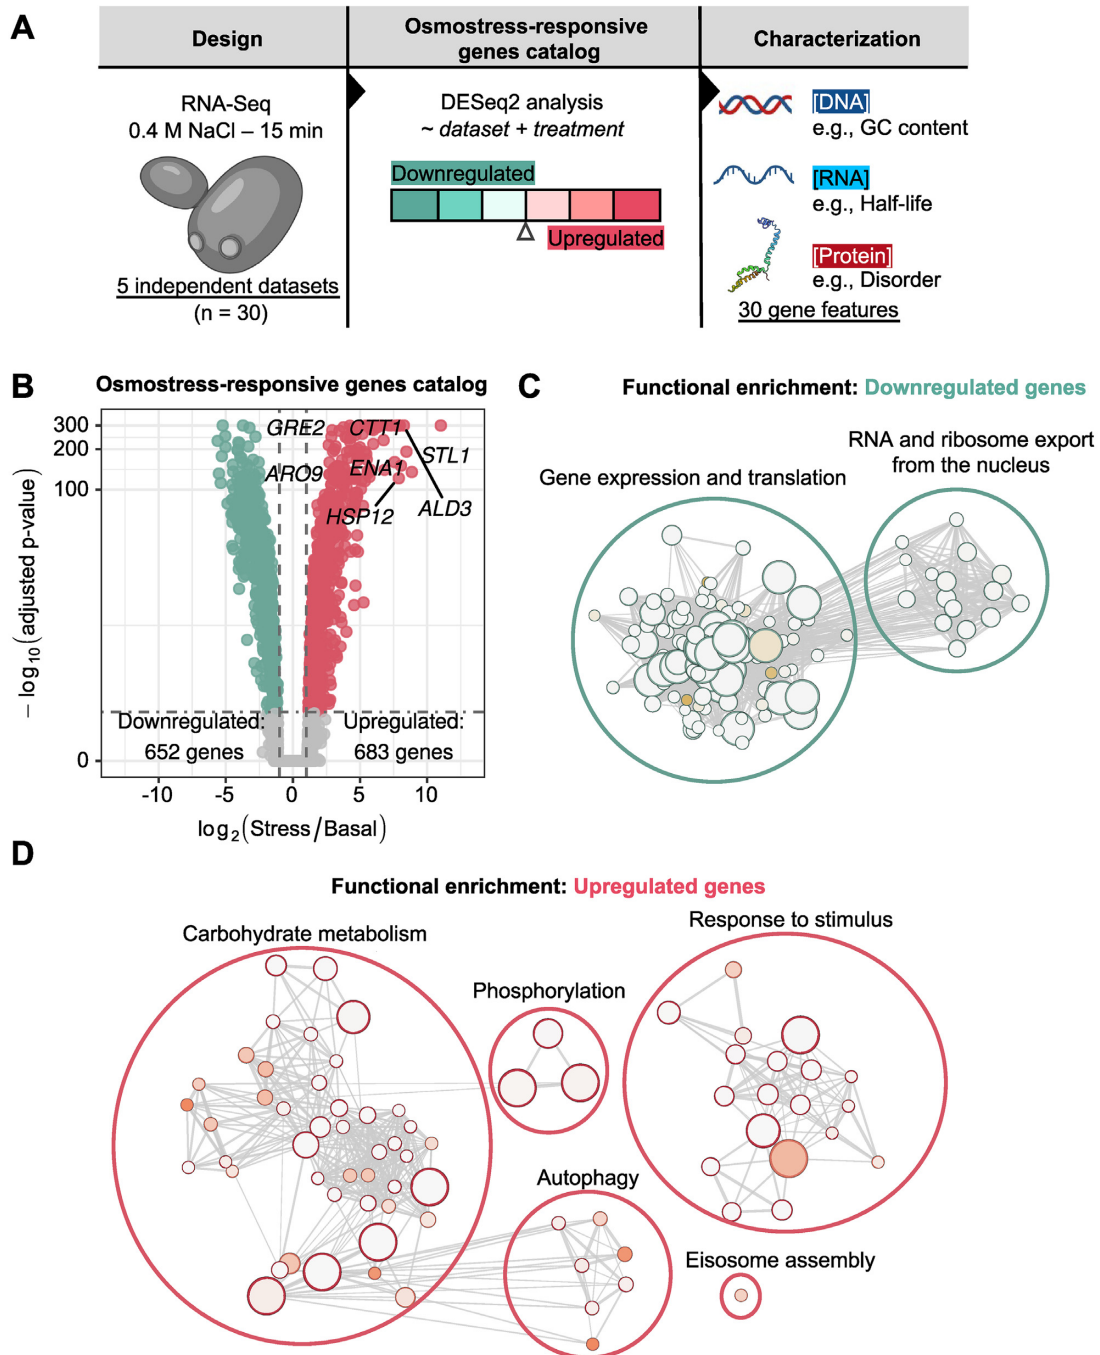 A
Design
Osmostress-responsive
genes catalog
Characterization
RNA-Seq
0.4 M NaCl – 15 min
5 independent datasets
(n = 30)
DESeq2 analysis
~ dataset + treatment
Downregulated
Upregulated
[DNA]
e.g., GC content
[RNA]
e.g., Half-life
[Protein]
e.g., Disorder
30 gene features
B
Osmostress-responsive genes catalog
− log10(adjusted p-value)
300
200
100
0
GRE2
CTT1
STL1
ARO9
ENA1
HSP12
ALD3
Downregulated:
652 genes
Upregulated:
683 genes
-10
-5
0
5
10
log2(Stress/Basal)
C
Functional enrichment: Downregulated genes
Gene expression and translation
RNA and ribosome export
from the nucleus
D
Functional enrichment: Upregulated genes
Carbohydrate metabolism
Phosphorylation
Response to stimulus
Autophagy
Eisosome assembly